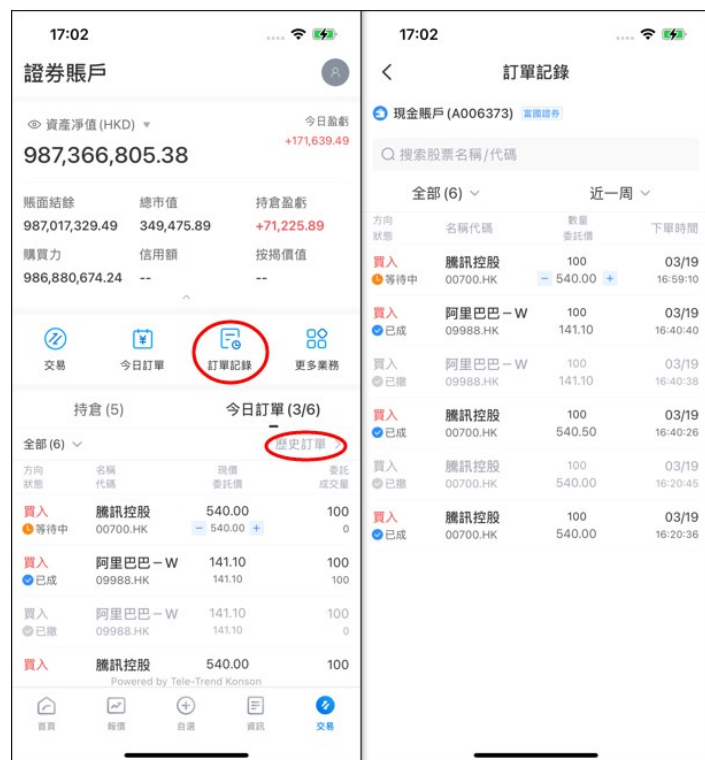 17:02
證券賬戶
資產淨值(HKD)
今日盈虧
987,366,805.38
+171,639.49
賬面結餘 總市值 持倉盈虧
987,017,329.49 349,475.89 +71,225.89
購買力 信用額 按揭價值
986,880,674.24 -- --
交易 今日訂單 訂單記錄 更多業務
持倉 (5) 今日訂單 (3/6)
全部 (6) 歷史訂單 >
方向 名稱 現價 委託
狀態 代碼 委託價 成交量
買入 騰訊控股 540.00 100
等待中 00700.HK − 540.00 + 0
買入 阿里巴巴－W 141.10 100
已成 09988.HK 141.10 100
買入 阿里巴巴－W 141.10 100
已撤 09988.HK 141.10 0
買入 騰訊控股 540.00 100
Powered by Tele-Trend Konson
首頁 報價 自選 資訊 交易
17:02
訂單記錄
現金賬戶 (A006373) 富國證券
搜索股票名稱/代碼
全部 (6) 近一周
方向 名稱代碼 數量 下單時間
狀態 委託價
買入 騰訊控股 100 03/19
等待中 00700.HK − 540.00 + 16:59:10
買入 阿里巴巴－W 100 03/19
已成 09988.HK 141.10 16:40:40
買入 阿里巴巴－W 100 03/19
已撤 09988.HK 141.10 16:40:38
買入 騰訊控股 100 03/19
已成 00700.HK 540.50 16:40:26
買入 騰訊控股 100 03/19
已撤 00700.HK 540.00 16:20:45
買入 騰訊控股 100 03/19
已成 00700.HK 540.00 16:20:36